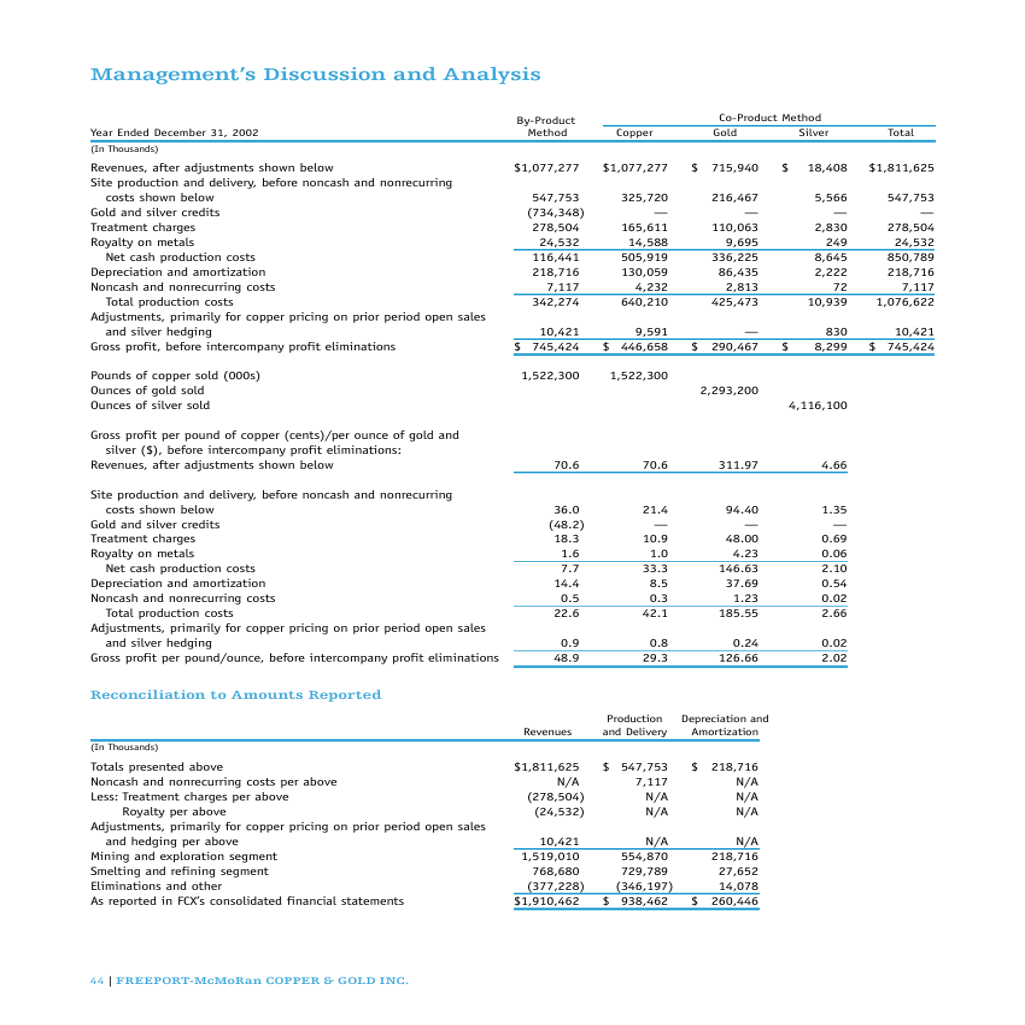 Management's Discussion and Analysis
By-Product Co-Product Method
Year Ended December 31, 2002 Method Copper Gold Silver Total
(In Thousands)
Revenues, after adjustments shown below $1,077,277 $1,077,277 $ 715,940 $ 18,408 $1,811,625
Site production and delivery, before noncash and nonrecurring
costs shown below 547,753 325,720 216,467 5,566 547,753
Gold and silver credits (734,348) — — — —
Treatment charges 278,504 165,611 110,063 2,830 278,504
Royalty on metals 24,532 14,588 9,695 249 24,532
Net cash production costs 116,441 505,919 336,225 8,645 850,789
Depreciation and amortization 218,716 130,059 86,435 2,222 218,716
Noncash and nonrecurring costs 7,117 4,232 2,813 72 7,117
Total production costs 342,274 640,210 425,473 10,939 1,076,622
Adjustments, primarily for copper pricing on prior period open sales
and silver hedging 10,421 9,591 — 830 10,421
Gross profit, before intercompany profit eliminations $ 745,424 $ 446,658 $ 290,467 $ 8,299 $ 745,424
Pounds of copper sold (000s) 1,522,300 1,522,300
Ounces of gold sold 2,293,200
Ounces of silver sold 4,116,100
Gross profit per pound of copper (cents)/per ounce of gold and
silver ($), before intercompany profit eliminations:
Revenues, after adjustments shown below 70.6 70.6 311.97 4.66
Site production and delivery, before noncash and nonrecurring
costs shown below 36.0 21.4 94.40 1.35
Gold and silver credits (48.2) — — —
Treatment charges 18.3 10.9 48.00 0.69
Royalty on metals 1.6 1.0 4.23 0.06
Net cash production costs 7.7 33.3 146.63 2.10
Depreciation and amortization 14.4 8.5 37.69 0.54
Noncash and nonrecurring costs 0.5 0.3 1.23 0.02
Total production costs 22.6 42.1 185.55 2.66
Adjustments, primarily for copper pricing on prior period open sales
and silver hedging 0.9 0.8 0.24 0.02
Gross profit per pound/ounce, before intercompany profit eliminations 48.9 29.3 126.66 2.02
Reconciliation to Amounts Reported
Production Depreciation and
Revenues and Delivery Amortization
(In Thousands)
Totals presented above $1,811,625 $ 547,753 $ 218,716
Noncash and nonrecurring costs per above N/A 7,117 N/A
Less: Treatment charges per above (278,504) N/A N/A
Royalty per above (24,532) N/A N/A
Adjustments, primarily for copper pricing on prior period open sales
and hedging per above 10,421 N/A N/A
Mining and exploration segment 1,519,010 554,870 218,716
Smelting and refining segment 768,680 729,789 27,652
Eliminations and other (377,228) (346,197) 14,078
As reported in FCX's consolidated financial statements $1,910,462 $ 938,462 $ 260,446
44 | FREEPORT-McMoRan COPPER & GOLD INC.